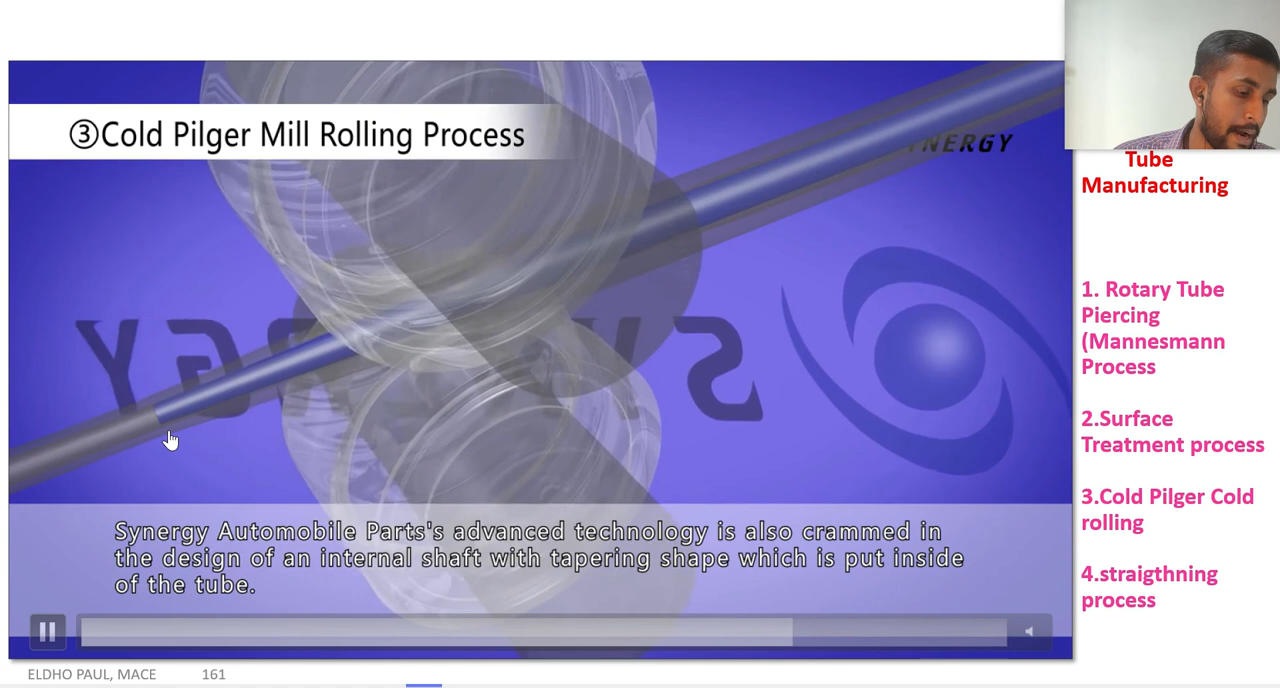 ③Cold Pilger Mill Rolling Process
NERGY
Synergy Automobile Parts's advanced technology is also crammed in
the design of an internal shaft with tapering shape which is put inside
of the tube.
Tube
Manufacturing
1. Rotary Tube
Piercing
(Mannesmann
Process
2.Surface
Treatment process
3.Cold Pilger Cold
rolling
4.straigthning
process
ELDHO PAUL, MACE
161